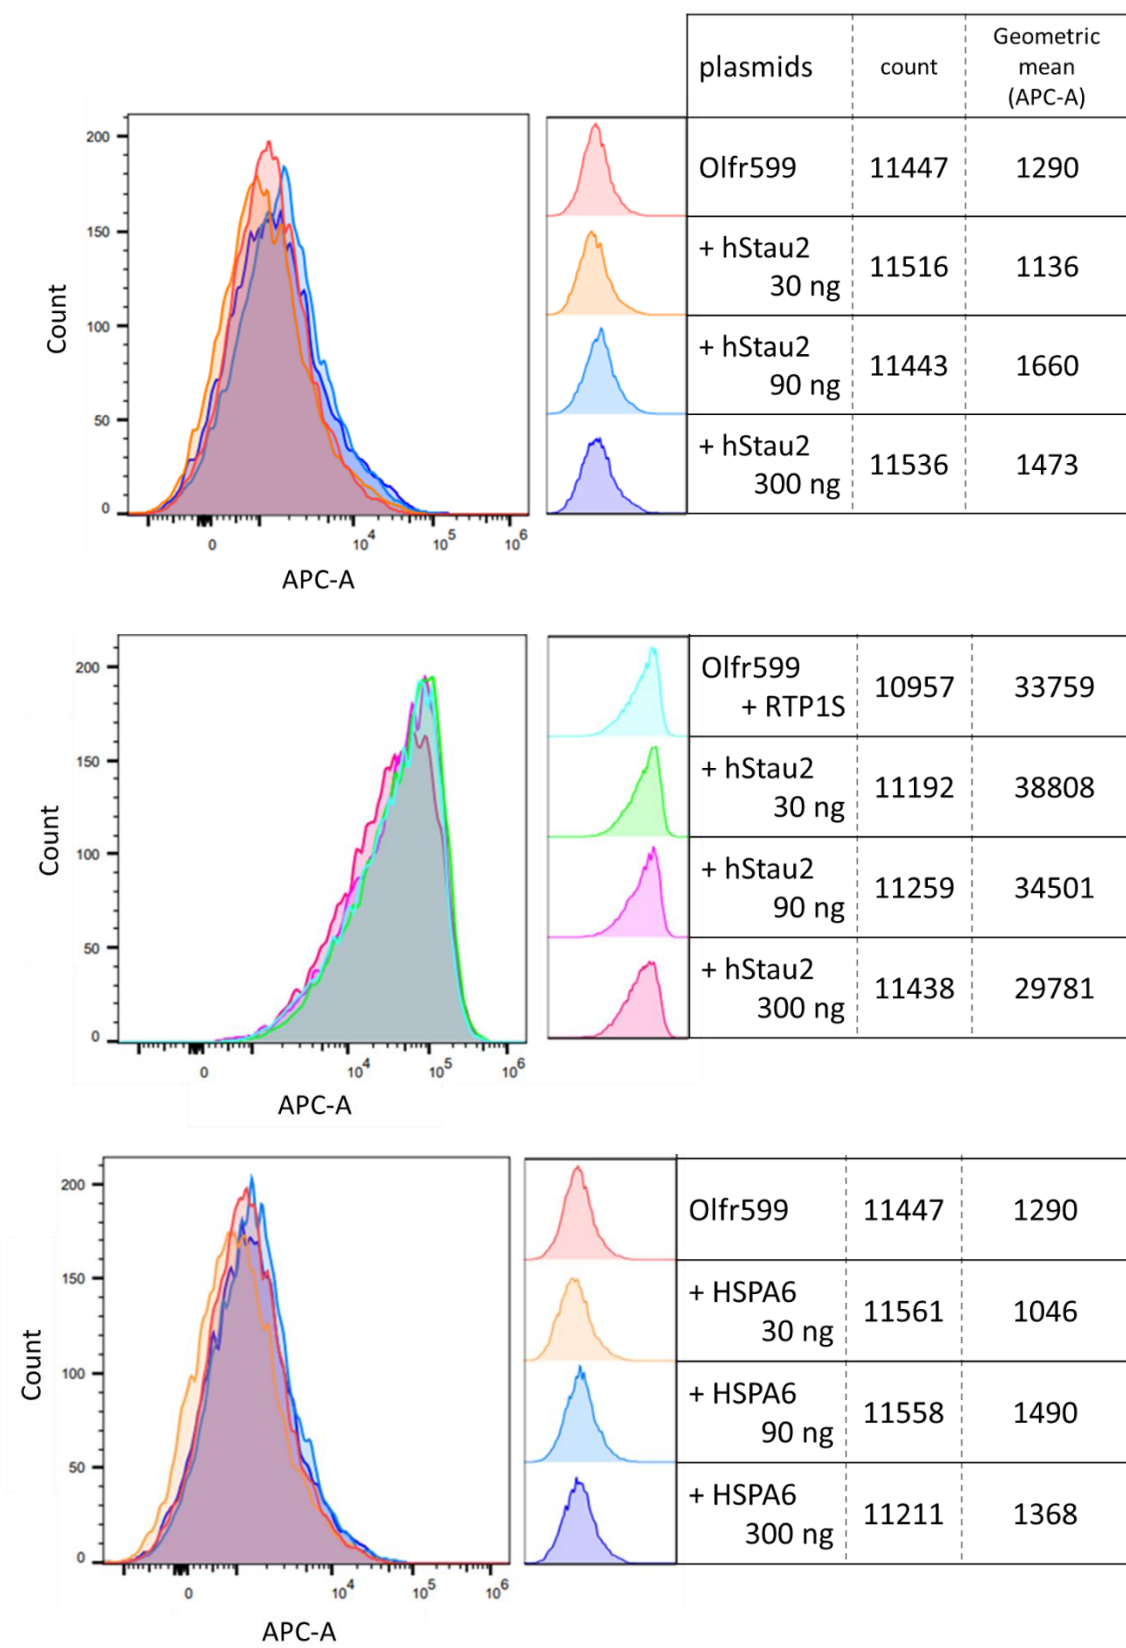 plasmids count Geometric
mean
(APC-A)
Count
200
150
100
50
0
0 10⁴ 10⁵ 10⁶
APC-A
Olfr599 11447 1290
+ hStau2
30 ng 11516 1136
+ hStau2
90 ng 11443 1660
+ hStau2
300 ng 11536 1473
Count
200
150
100
50
0
0 10⁴ 10⁵ 10⁶
APC-A
Olfr599
+ RTP1S 10957 33759
+ hStau2
30 ng 11192 38808
+ hStau2
90 ng 11259 34501
+ hStau2
300 ng 11438 29781
Count
200
150
100
50
0
0 10⁴ 10⁵ 10⁶
APC-A
Olfr599 11447 1290
+ HSPA6
30 ng 11561 1046
+ HSPA6
90 ng 11558 1490
+ HSPA6
300 ng 11211 1368